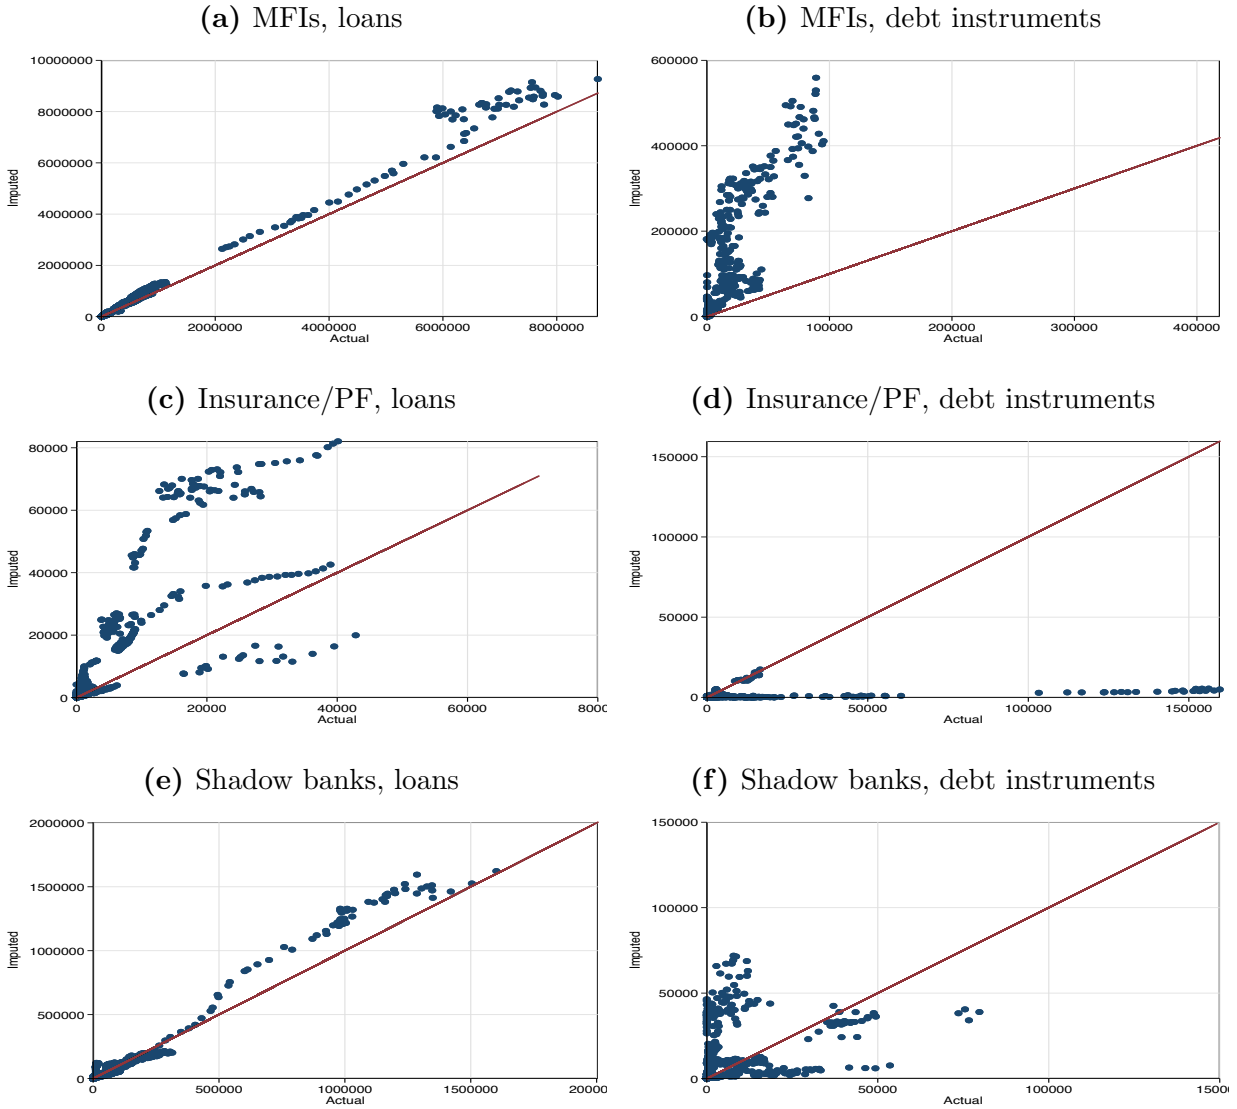 (a) MFIs, loans
(b) MFIs, debt instruments
10000000
8000000
6000000
4000000
2000000
0
Imputed
0 2000000 4000000 6000000 8000000
Actual
600000
400000
200000
0
Imputed
0 100000 200000 300000 400000
Actual
(c) Insurance/PF, loans
(d) Insurance/PF, debt instruments
80000
60000
40000
20000
0
Imputed
0 20000 40000 60000 8000
Actual
150000
100000
50000
0
Imputed
0 50000 100000 150000
Actual
(e) Shadow banks, loans
(f) Shadow banks, debt instruments
2000000
1500000
1000000
500000
0
Imputed
0 500000 1000000 1500000 20000
Actual
150000
100000
50000
0
Imputed
0 50000 100000 15000
Actual